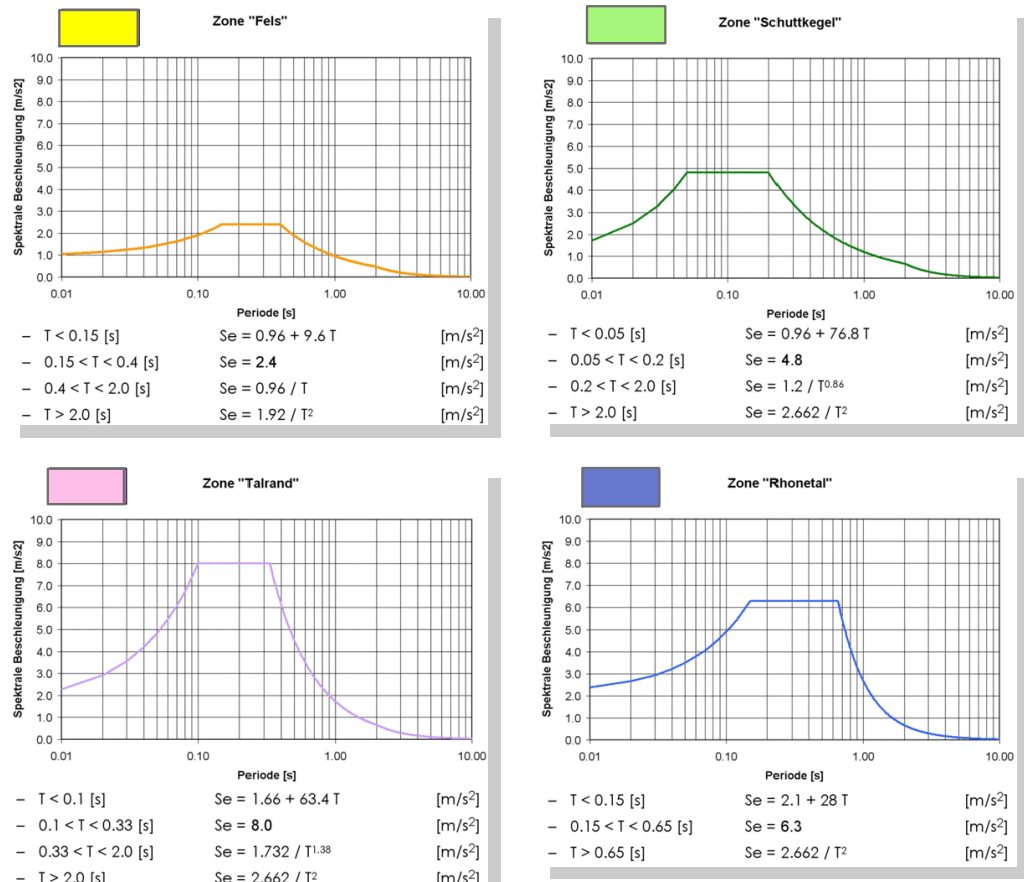 Zone "Fels"
Spektrale Beschleunigung [m/s2]
10.0
9.0
8.0
7.0
6.0
5.0
4.0
3.0
2.0
1.0
0.0
0.01 0.10 1.00 10.00
Periode [s]
– T < 0.15 [s] Se = 0.96 + 9.6 T [m/s²]
– 0.15 < T < 0.4 [s] Se = 2.4 [m/s²]
– 0.4 < T < 2.0 [s] Se = 0.96 / T [m/s²]
– T > 2.0 [s] Se = 1.92 / T² [m/s²]
Zone "Schuttkegel"
Spektrale Beschleunigung [m/s2]
10.0
9.0
8.0
7.0
6.0
5.0
4.0
3.0
2.0
1.0
0.0
0.01 0.10 1.00 10.00
Periode [s]
– T < 0.05 [s] Se = 0.96 + 76.8 T [m/s²]
– 0.05 < T < 0.2 [s] Se = 4.8 [m/s²]
– 0.2 < T < 2.0 [s] Se = 1.2 / T⁰·⁸⁶ [m/s²]
– T > 2.0 [s] Se = 2.662 / T² [m/s²]
Zone "Talrand"
Spektrale Beschleunigung [m/s2]
10.0
9.0
8.0
7.0
6.0
5.0
4.0
3.0
2.0
1.0
0.0
0.01 0.10 1.00 10.00
Periode [s]
– T < 0.1 [s] Se = 1.66 + 63.4 T [m/s²]
– 0.1 < T < 0.33 [s] Se = 8.0 [m/s²]
– 0.33 < T < 2.0 [s] Se = 1.732 / T¹·³⁸ [m/s²]
– T > 2.0 [s] Se = 2.662 / T² [m/s²]
Zone "Rhonetal"
Spektrale Beschleunigung [m/s2]
10.0
9.0
8.0
7.0
6.0
5.0
4.0
3.0
2.0
1.0
0.0
0.01 0.10 1.00 10.00
Periode [s]
– T < 0.15 [s] Se = 2.1 + 28 T [m/s²]
– 0.15 < T < 0.65 [s] Se = 6.3 [m/s²]
– T > 0.65 [s] Se = 2.662 / T² [m/s²]